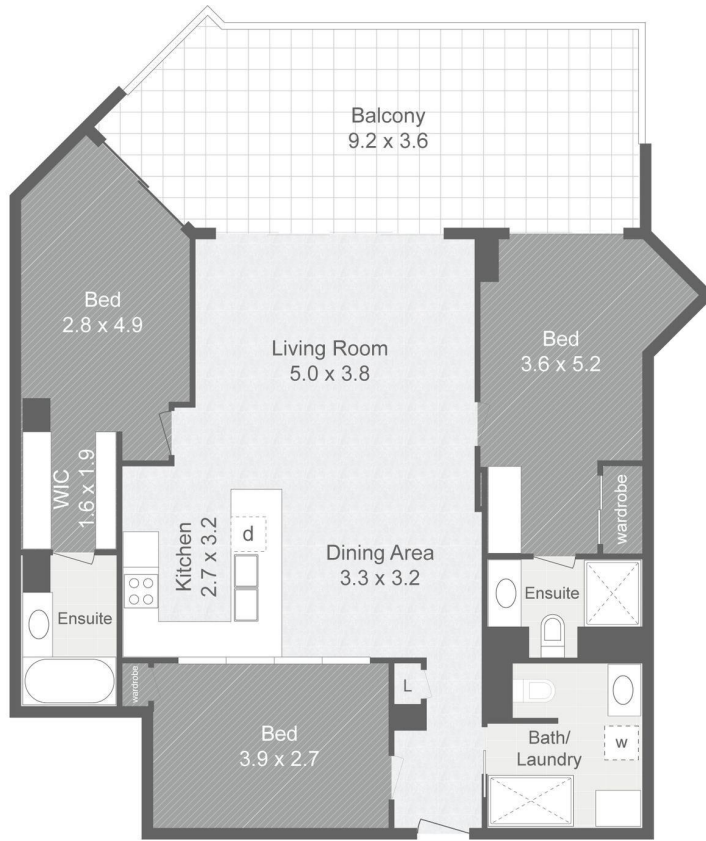 Balcony
9.2 x 3.6
Bed
2.8 x 4.9
Living Room
5.0 x 3.8
Bed
3.6 x 5.2
WIC
1.6 x 1.9
wardrobe
Kitchen
2.7 x 3.2
d
Dining Area
3.3 x 3.2
Ensuite
Ensuite
wardrobe
L
Bed
3.9 x 2.7
Bath/
Laundry
w